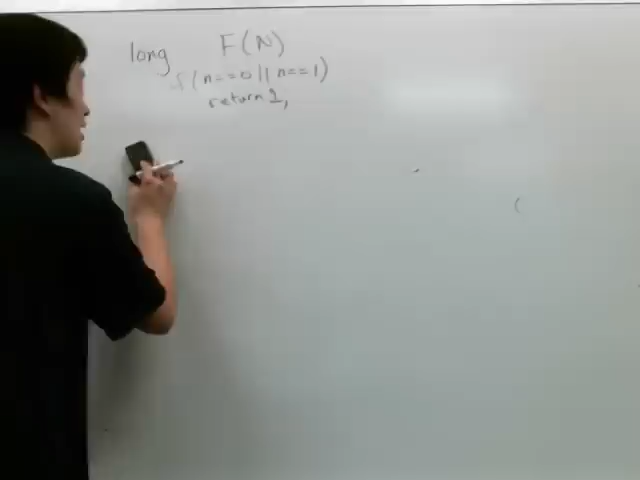 long F(N)
if (n==0 || n==1)
return 1,